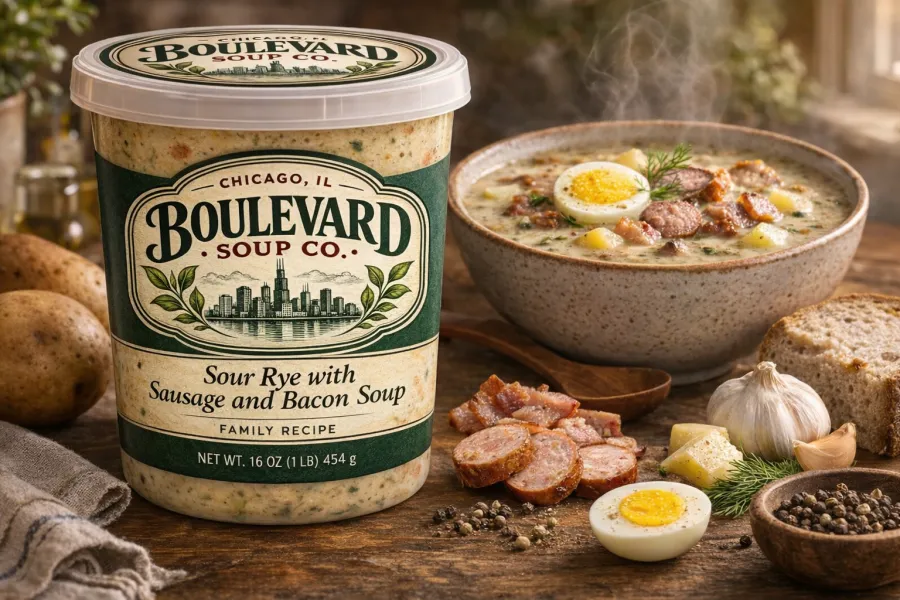 CHICAGO, IL
BOULEVARD
SOUP CO.
CHICAGO, IL
BOULEVARD
• SOUP CO. •
Sour Rye with
Sausage and Bacon Soup
FAMILY RECIPE
NET WT. 16 OZ (1 LB) 454 g